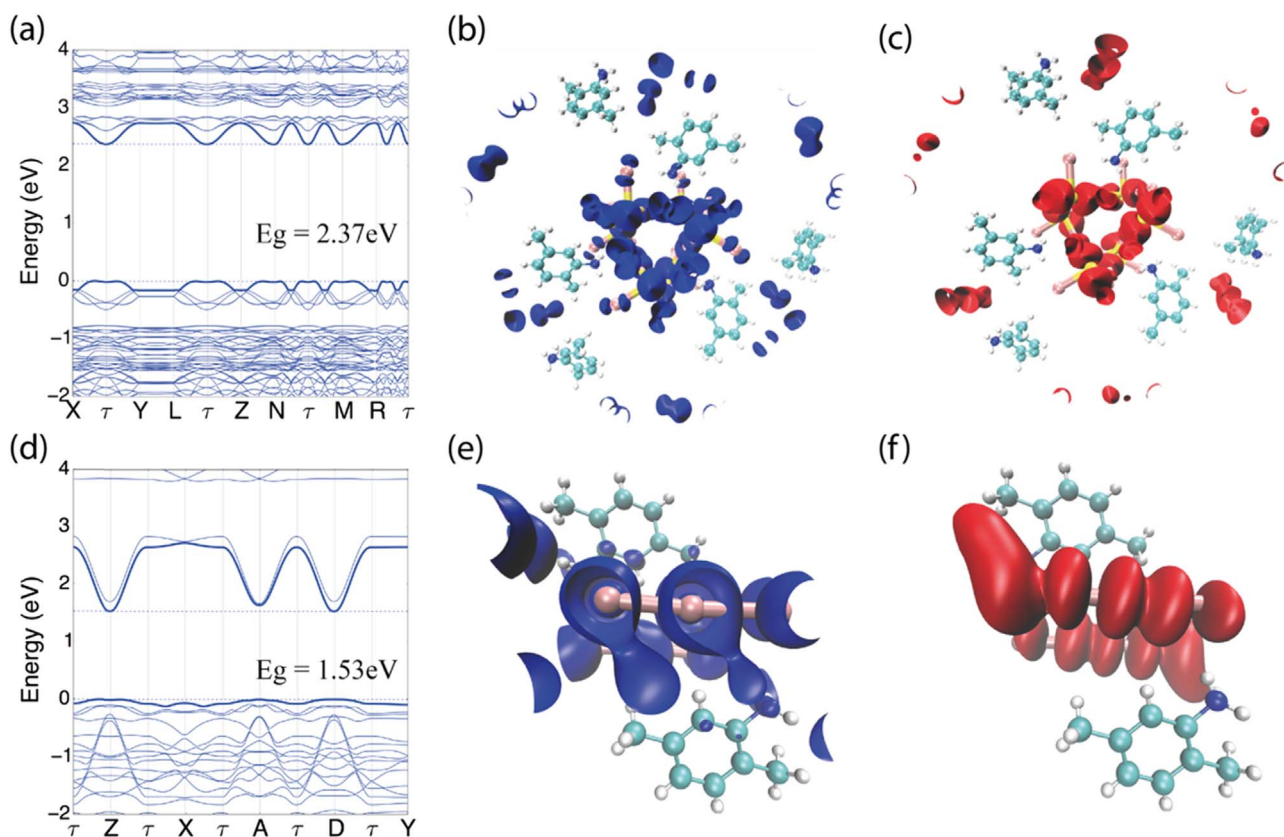 (a)
(b)
(c)
4
3
2
1
0
−1
−2
Energy (eV)
Eg = 2.37eV
X τ Y L τ Z N τ M R τ
(d)
(e)
(f)
4
3
2
1
0
−1
−2
Energy (eV)
Eg = 1.53eV
τ Z τ X τ A τ D τ Y